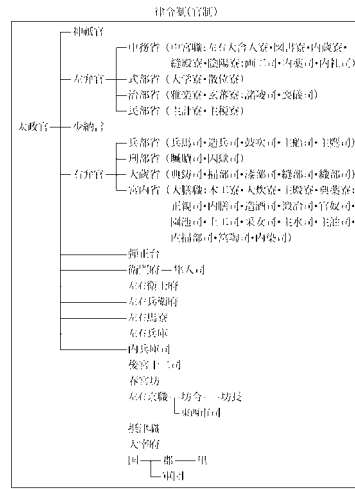 律令制(官制)
神祇官
中務省(中宮職:左右大舎人寮・図書寮・内蔵寮・
縫殿寮・陰陽寮:画工司・内薬司・内礼司)
左弁官
式部省(大学寮・散位寮)
治部省(雅楽寮・玄蕃寮:諸陵司・喪儀司)
民部省(主計寮・主税寮)
太政官 少納言
兵部省(兵馬司・造兵司・鼓吹司・主船司・主鷹司)
刑部省(贓贖司・囚獄司)
右弁官
大蔵省(典鋳司・掃部司・漆部司・縫部司・織部司)
宮内省(大膳職:木工寮・大炊寮・主殿寮・典薬寮:
正親司・内膳司・造酒司・鍛冶司・官奴司・
園池司・土工司・采女司・主水司・主油司・
内掃部司・筥陶司・内染司)
弾正台
衛門府 隼人司
左右衛士府
左右兵衛府
左右馬寮
左右兵庫
内兵庫司
後宮十二司
春宮坊
左右京職 坊令 坊長
東西市司
摂津職
大宰府
国 郡 里
軍団